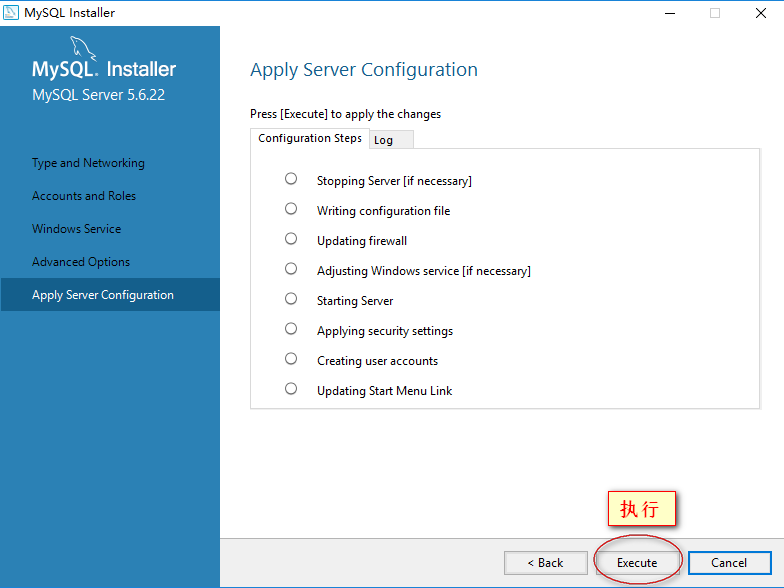 MySQL Installer
MySQL. Installer
MySQL Server 5.6.22
Type and Networking
Accounts and Roles
Windows Service
Advanced Options
Apply Server Configuration
Apply Server Configuration
Press [Execute] to apply the changes
Configuration Steps Log
Stopping Server [if necessary]
Writing configuration file
Updating firewall
Adjusting Windows service [if necessary]
Starting Server
Applying security settings
Creating user accounts
Updating Start Menu Link
执行
< Back Execute Cancel